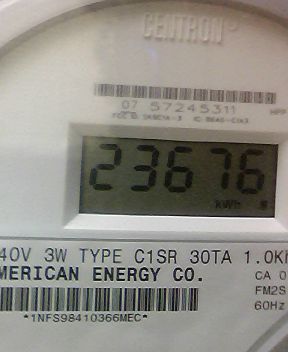 CENTRON
07 57245311
23676
kWh
40V 3W TYPE C1SR 30TA 1.0Kh
MERICAN ENERGY CO.
CA 0
FM2S
60Hz
*1NFS98410366MEC*